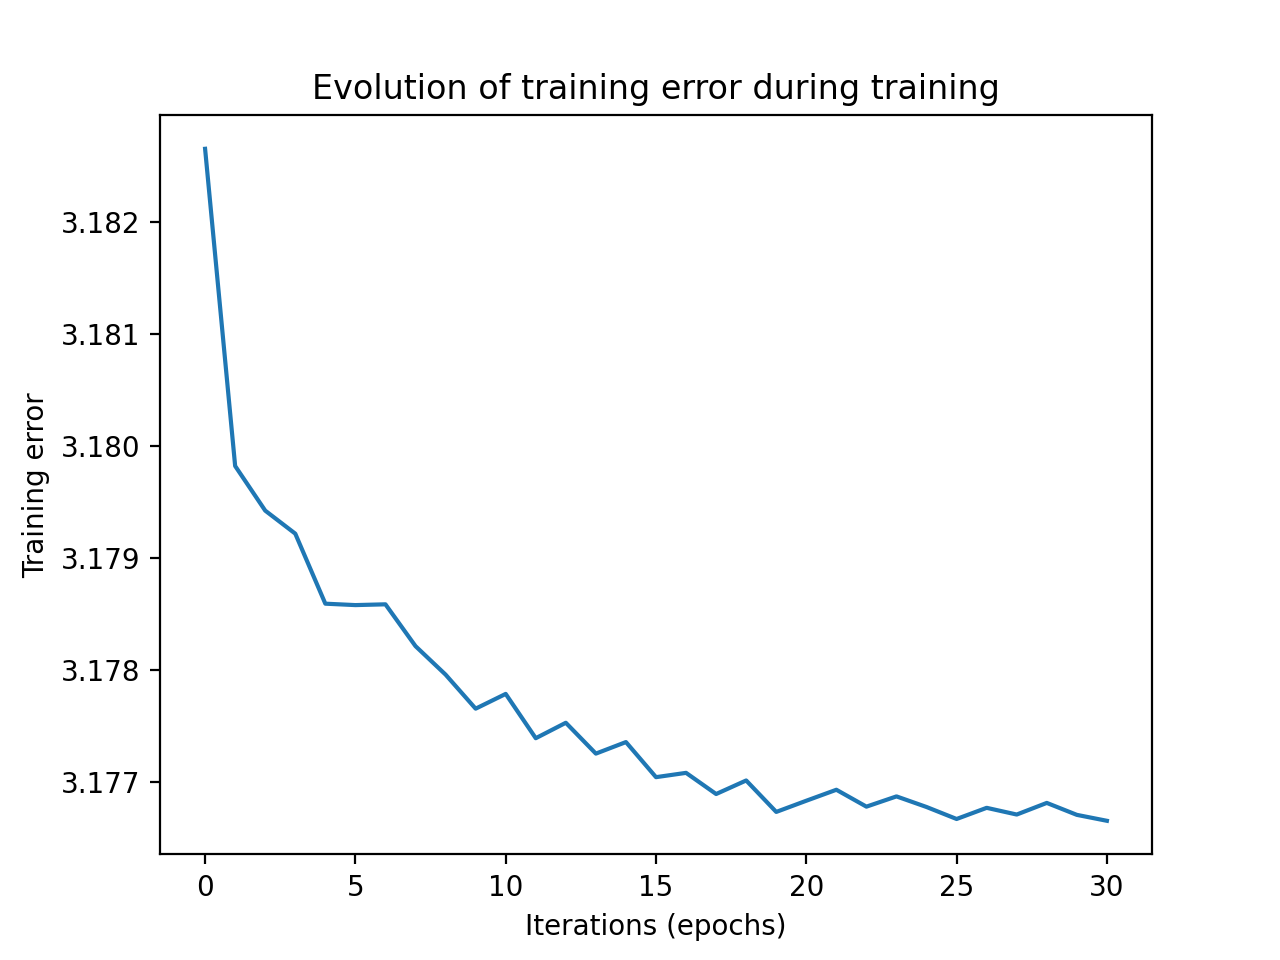 Evolution of training error during training
3.182
3.181
3.180
3.179
3.178
3.177
Training error
0 5 10 15 20 25 30
Iterations (epochs)